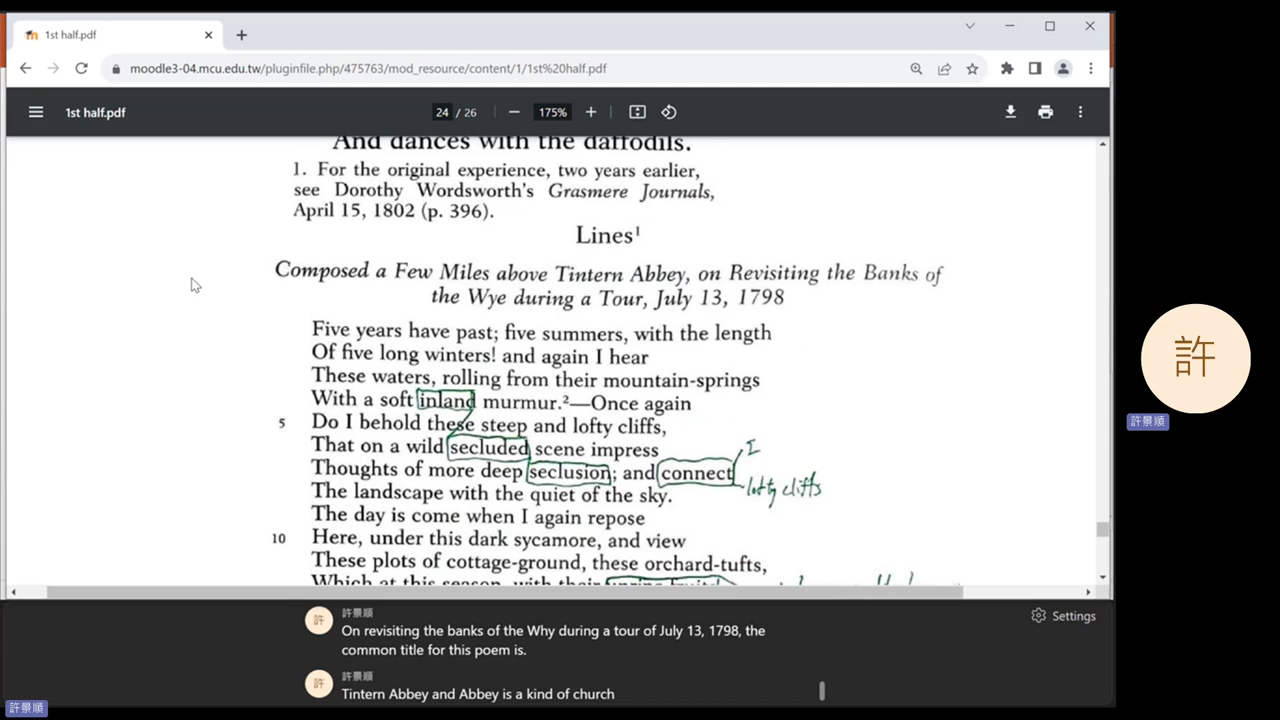 1st half.pdf
moodle3-04.mcu.edu.tw/pluginfile.php/475763/mod_resource/content/1/1st%20half.pdf
1st half.pdf
24 / 26
175%
And dances with the daffodils.
1. For the original experience, two years earlier,
see Dorothy Wordsworth's Grasmere Journals,
April 15, 1802 (p. 396).
Lines¹
Composed a Few Miles above Tintern Abbey, on Revisiting the Banks of
the Wye during a Tour, July 13, 1798
Five years have past; five summers, with the length
Of five long winters! and again I hear
These waters, rolling from their mountain-springs
With a soft inland murmur.²—Once again
5 Do I behold these steep and lofty cliffs,
That on a wild secluded scene impress
I
Thoughts of more deep seclusion; and connect
lofty cliffs
The landscape with the quiet of the sky.
The day is come when I again repose
10 Here, under this dark sycamore, and view
These plots of cottage-ground, these orchard-tufts,
Which at this season, with their
許
許景順
許
許景順
On revisiting the banks of the Why during a tour of July 13, 1798, the
common title for this poem is.
Settings
許
許景順
Tintern Abbey and Abbey is a kind of church
許景順